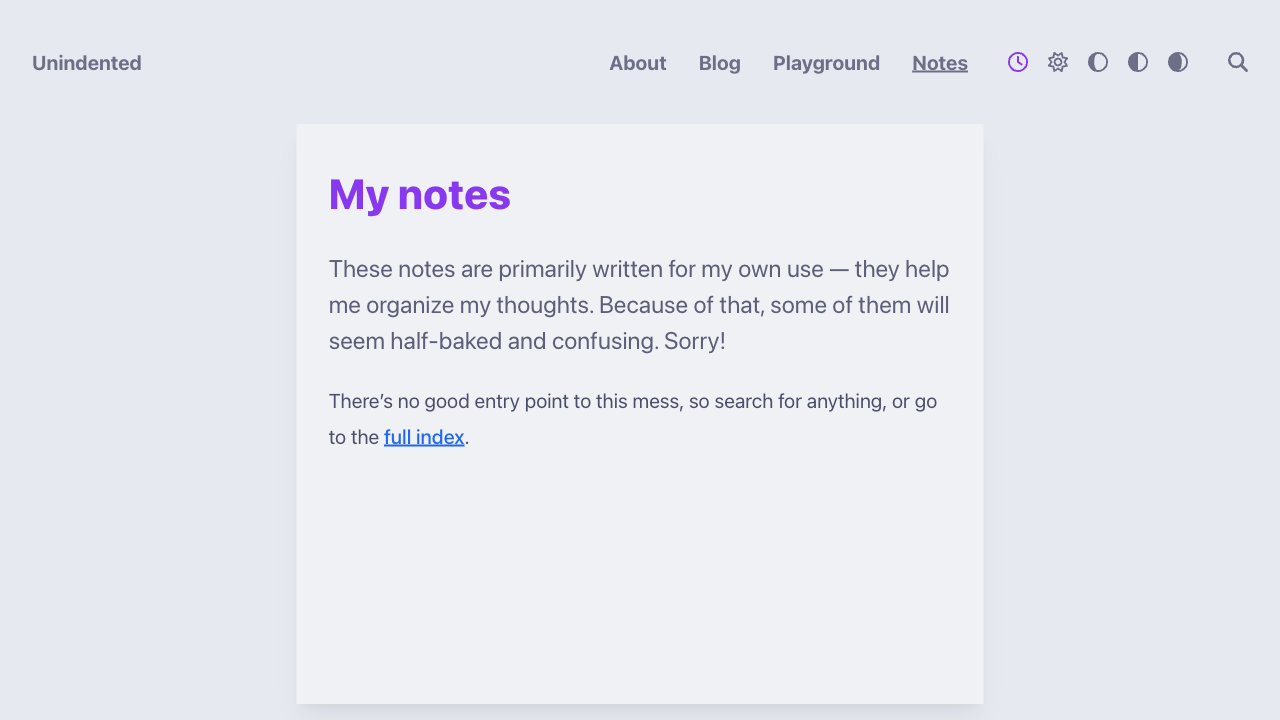 Unindented
About Blog Playground Notes
My notes
These notes are primarily written for my own use — they help
me organize my thoughts. Because of that, some of them will
seem half-baked and confusing. Sorry!
There’s no good entry point to this mess, so search for anything, or go
to the full index.